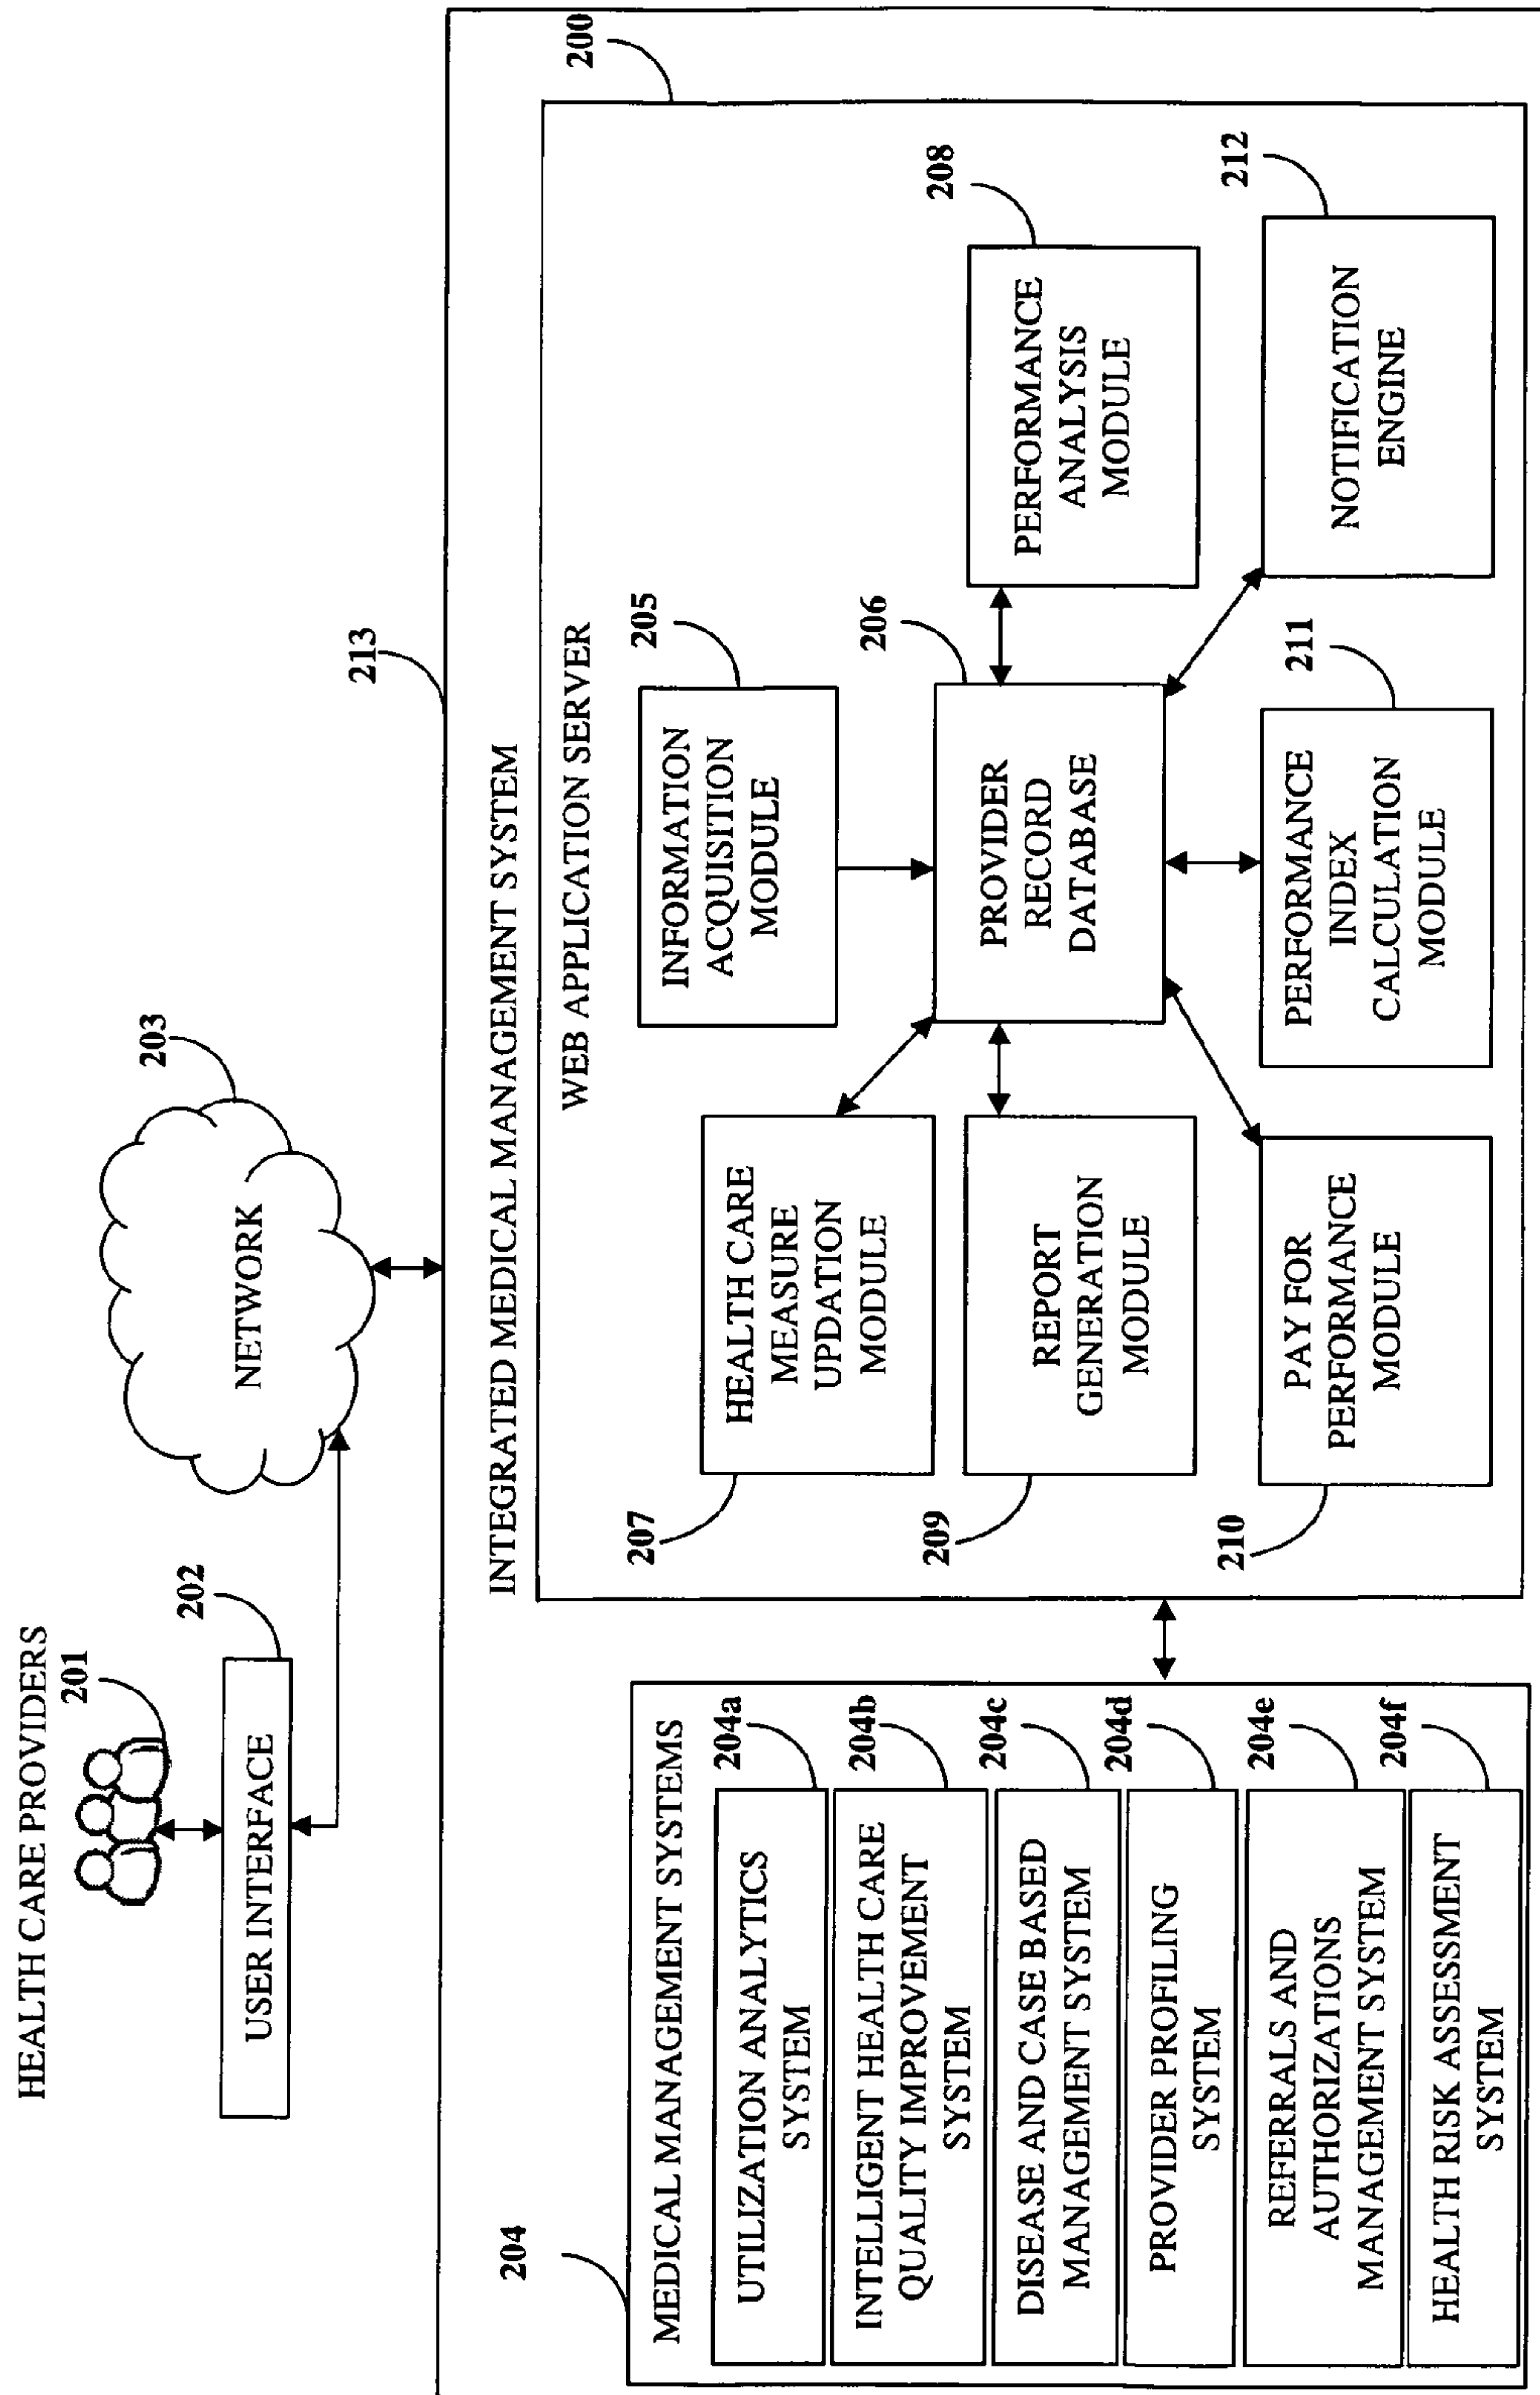 HEALTH CARE PROVIDERS
201
202
USER INTERFACE
203
NETWORK
213
INTEGRATED MEDICAL MANAGEMENT SYSTEM
204
MEDICAL MANAGEMENT SYSTEMS
204a
UTILIZATION ANALYTICS
SYSTEM
204b
INTELLIGENT HEALTH CARE
QUALITY IMPROVEMENT
SYSTEM
204c
DISEASE AND CASE BASED
MANAGEMENT SYSTEM
204d
PROVIDER PROFILING
SYSTEM
204e
REFERRALS AND
AUTHORIZATIONS
MANAGEMENT SYSTEM
204f
HEALTH RISK ASSESSMENT
SYSTEM
200
WEB APPLICATION SERVER
205
INFORMATION
ACQUISITION
MODULE
207
HEALTH CARE
MEASURE
UPDATION
MODULE
206
PROVIDER
RECORD
DATABASE
208
PERFORMANCE
ANALYSIS
MODULE
209
REPORT
GENERATION
MODULE
210
PAY FOR
PERFORMANCE
MODULE
211
PERFORMANCE
INDEX
CALCULATION
MODULE
212
NOTIFICATION
ENGINE